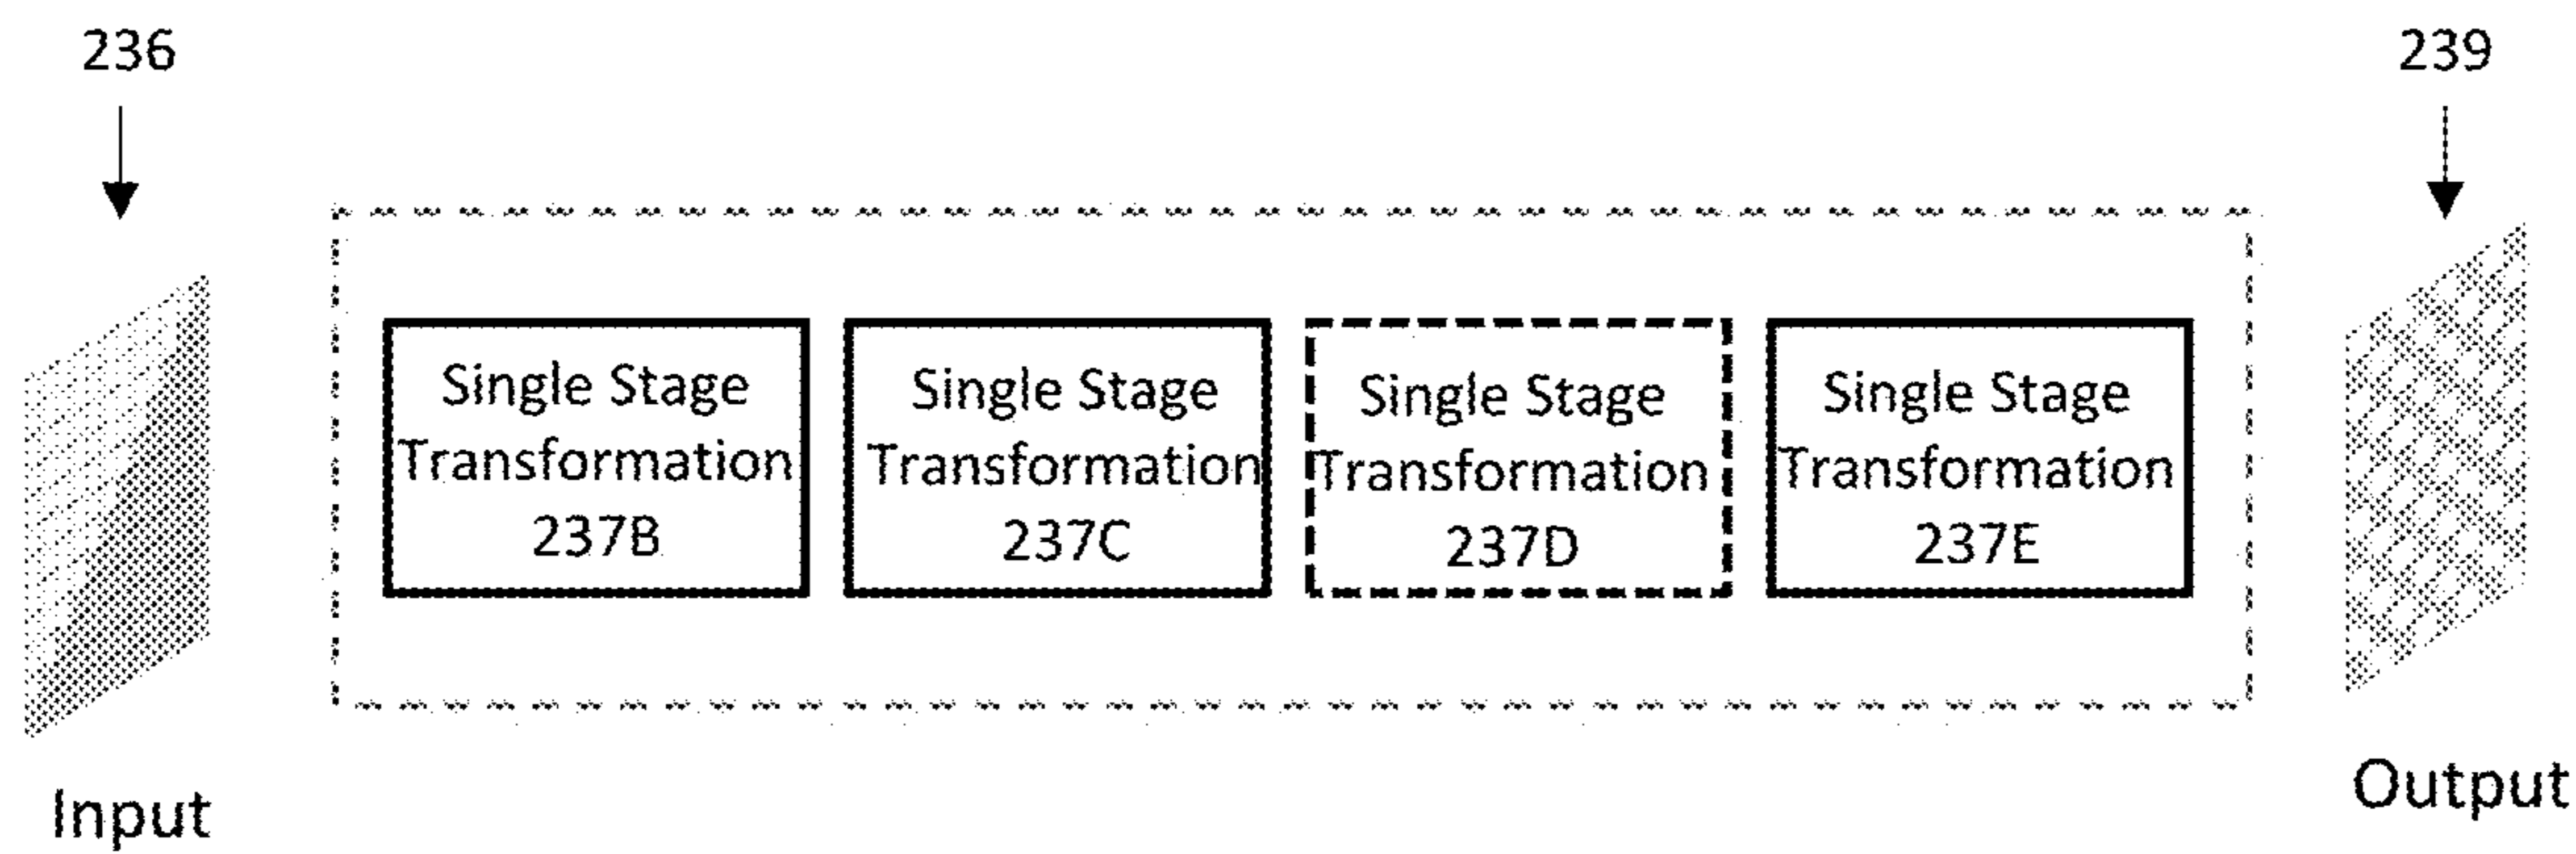 236
239
Single Stage
Transformation
237B
Single Stage
Transformation
237C
Single Stage
Transformation
237D
Single Stage
Transformation
237E
Input
Output